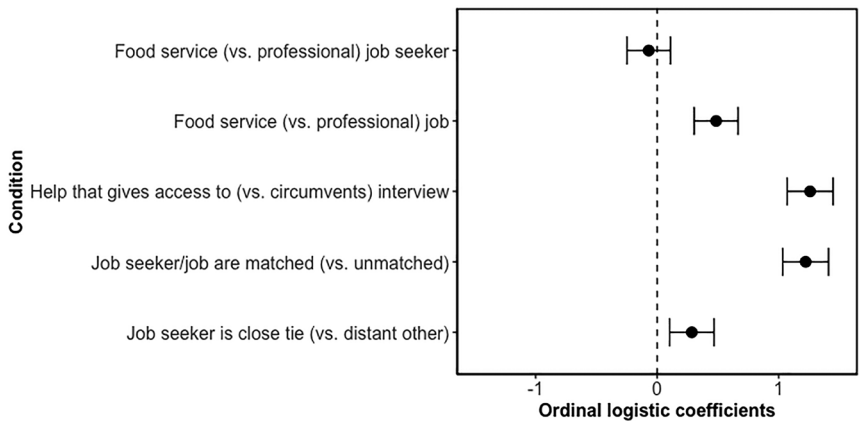 Food service (vs. professional) job seeker
Food service (vs. professional) job
Help that gives access to (vs. circumvents) interview
Job seeker/job are matched (vs. unmatched)
Job seeker is close tie (vs. distant other)
Condition
-1 0 1
Ordinal logistic coefficients